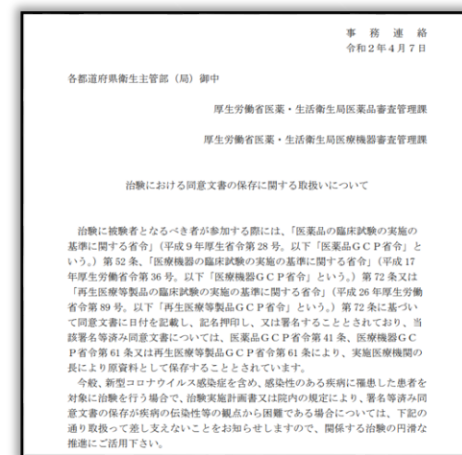 事務連絡
令和2年4月7日
各都道府県衛生主管部(局)御中
厚生労働省医薬・生活衛生局医薬品審査管理課
厚生労働省医薬・生活衛生局医療機器審査管理課
治験における同意文書の保存に関する取扱いについて
治験に被験者となるべき者が参加する際には、「医薬品の臨床試験の実施の
基準に関する省令」(平成9年厚生省令第28号。以下「医薬品GCP省令」と
いう。)第52条、「医療機器の臨床試験の実施の基準に関する省令」(平成17
年厚生労働省令第36号。以下「医療機器GCP省令」という。)第72条又は
「再生医療等製品の臨床試験の実施の基準に関する省令」(平成26年厚生労働
省令第89号。以下「再生医療等製品GCP省令」という。)第72条に基づい
て同意文書に日付を記載し、記名押印し、又は署名することとされており、当
該署名等済み同意文書については、医薬品GCP省令第41条、医療機器GC
P省令第61条又は再生医療等製品GCP省令第61条により、実施医療機関の
長により原資料として保存することとされています。
今般、新型コロナウイルス感染症を含め、感染性のある疾病に罹患した患者を
対象に治験を行う場合で、治験実施計画書又は院内の規定により、署名等済み同
意文書の保存が疾病の伝染性等の観点から困難である場合については、下記の
通り取扱って差し支えないことをお知らせしますので、関係する治験の円滑な
推進にご活用下さい。